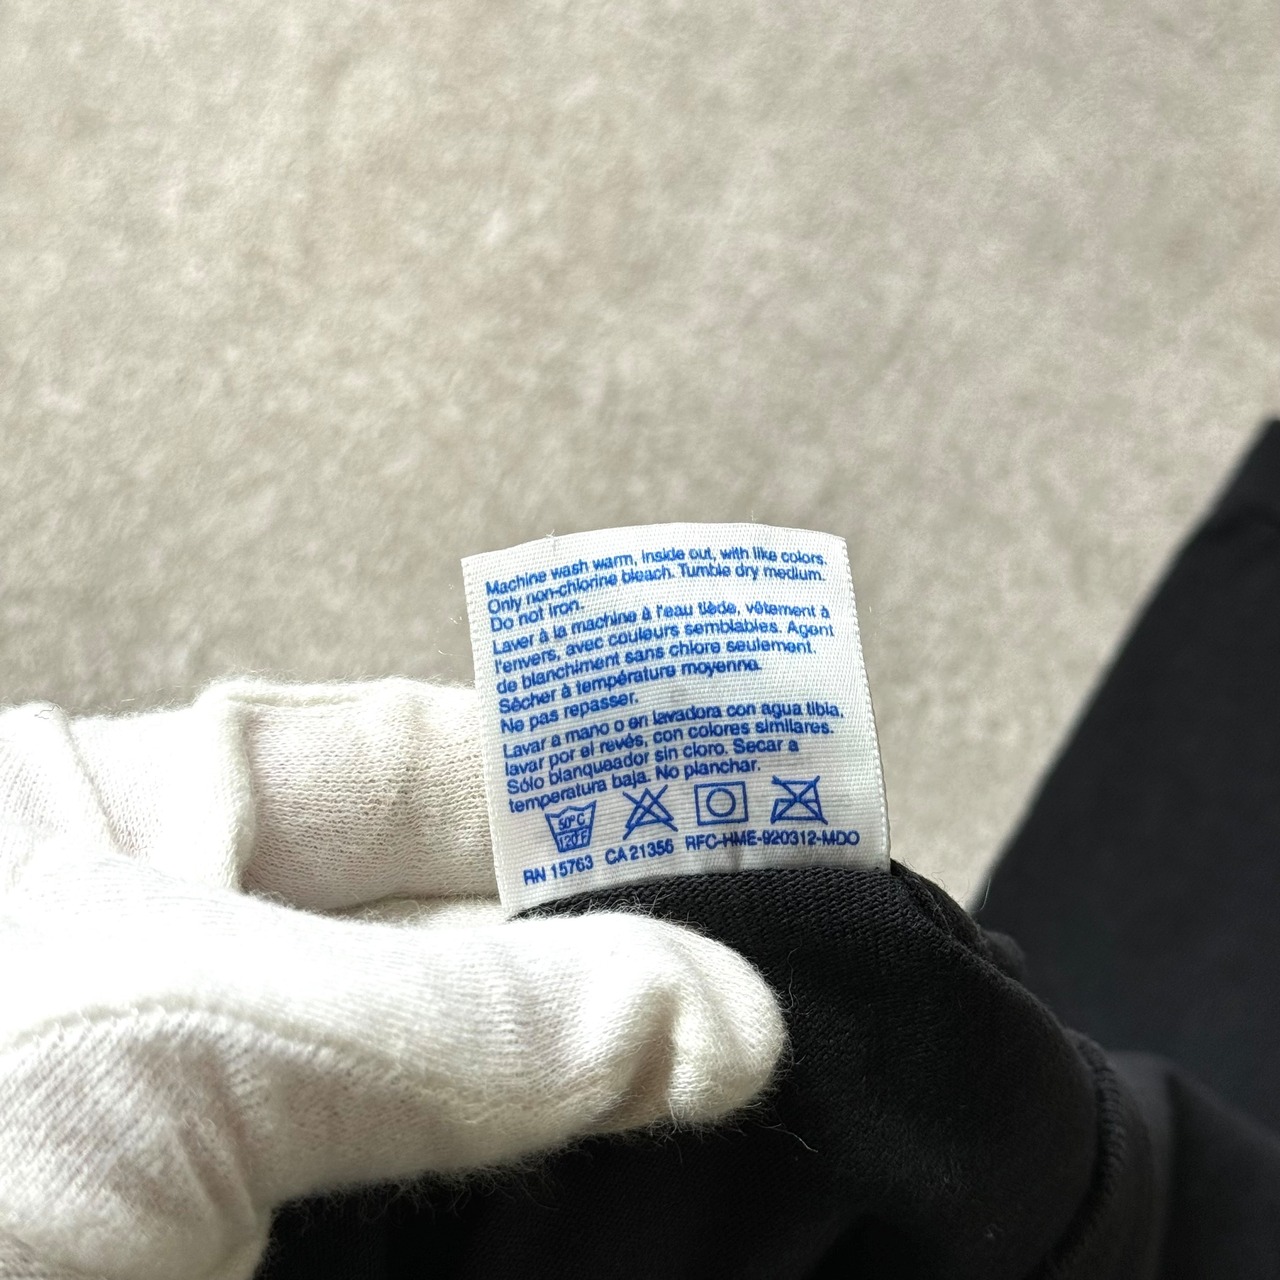 Machine wash warm, inside out, with like colors.
Only non-chlorine bleach. Tumble dry medium.
Do not iron.
Laver à la machine à l'eau tiède, vêtement à
l'envers, avec couleurs semblables. Agent
de blanchiment sans chlore seulement.
Sêcher à température moyenne.
Ne pas repasser.
Lavar a mano o en lavadora con agua tibia,
lavar por el revés, con colores similares.
Sólo blanqueador sin cloro. Secar a
temperatura baja. No planchar.
50°C
120°F
RN 15763 CA 21356 RFC-HME-920312-MDO